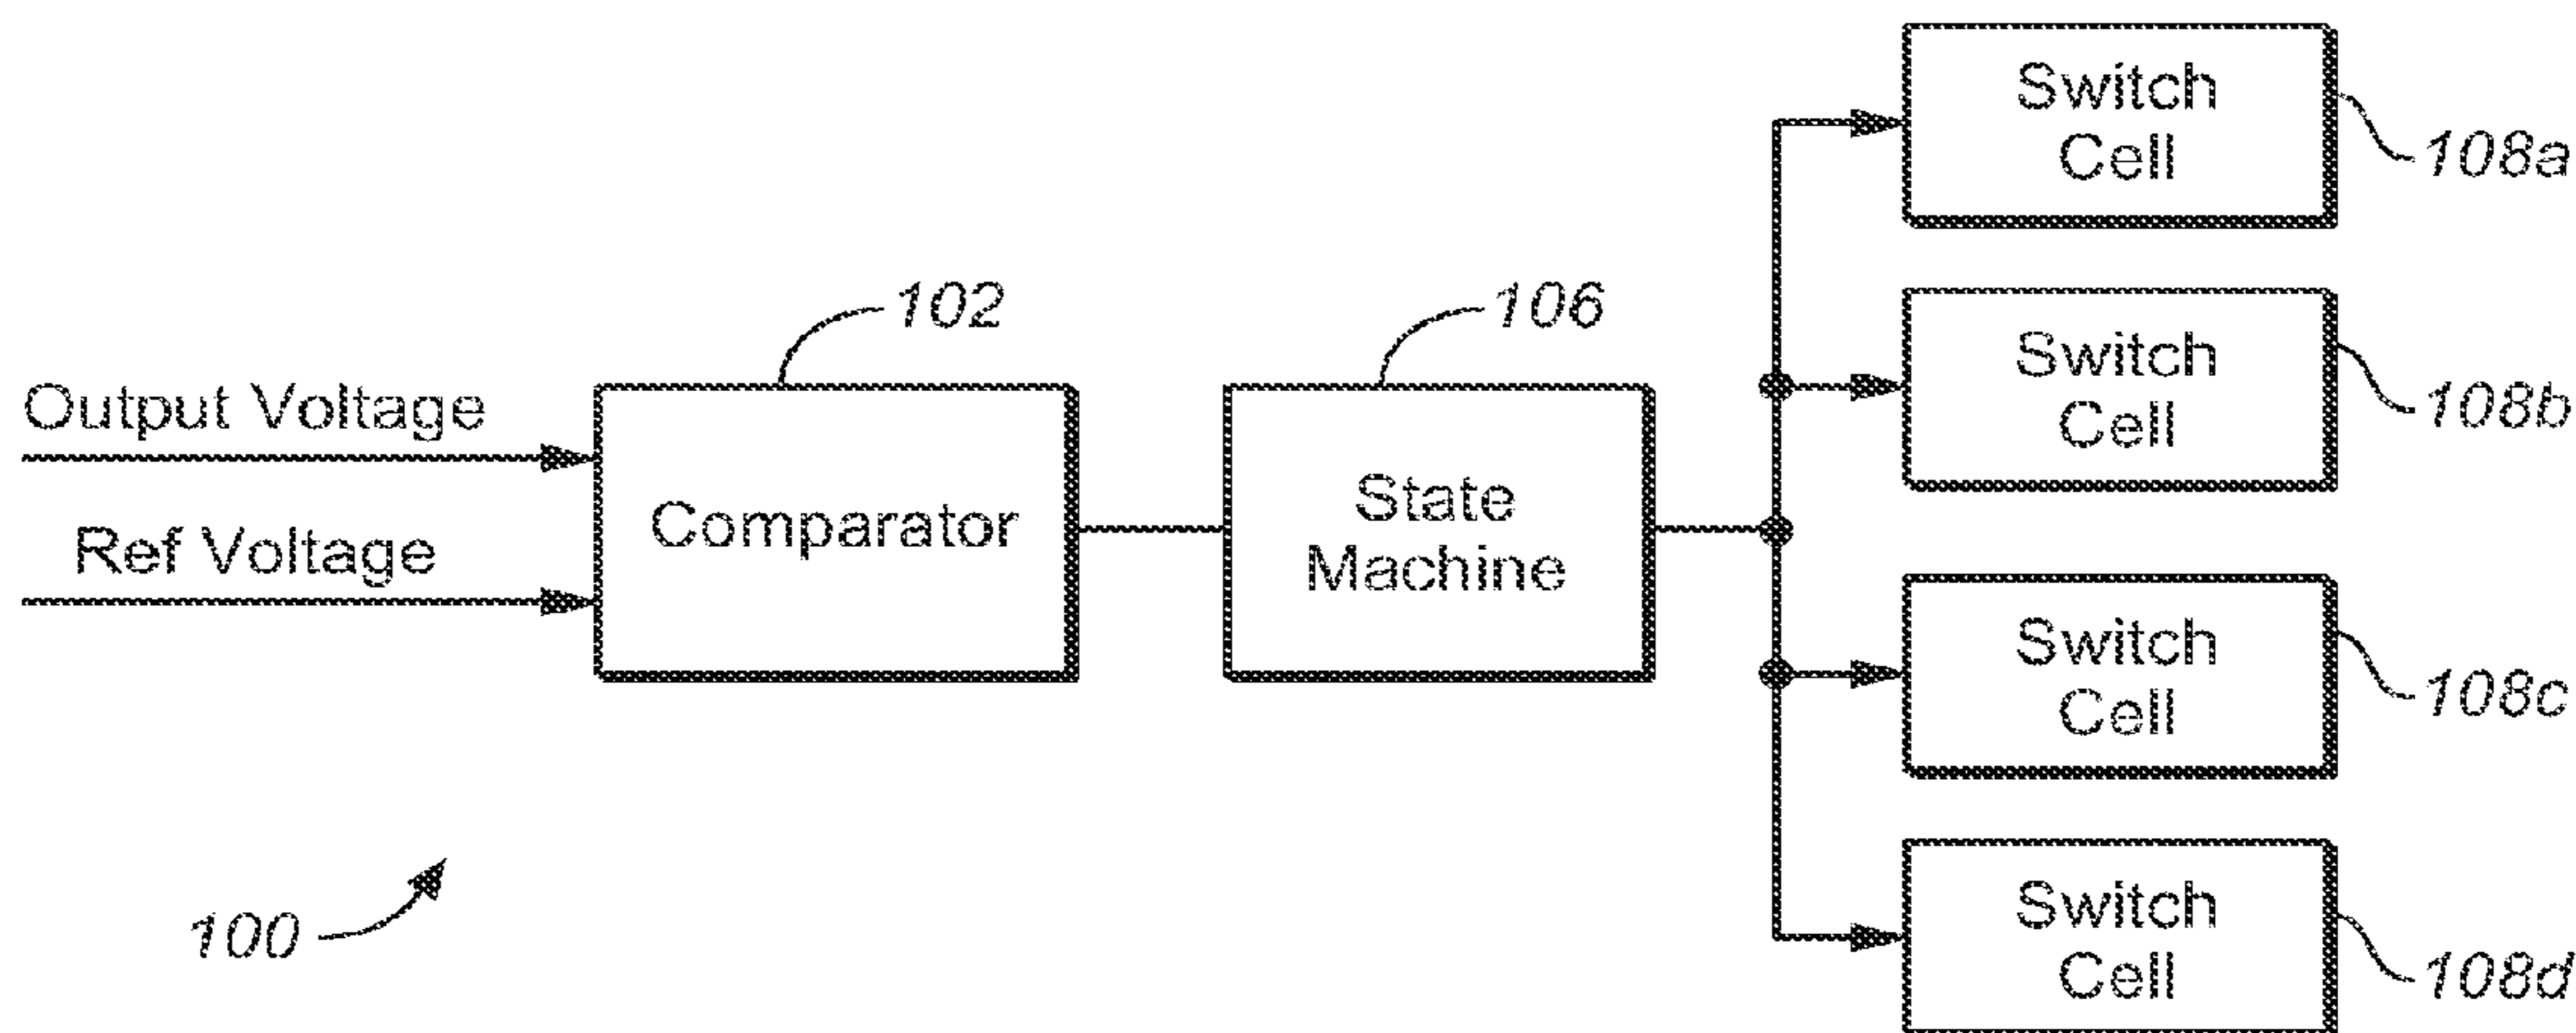 Switch
Cell
108a
102
106
Switch
Cell
108b
Output Voltage
Ref Voltage
Comparator
State
Machine
Switch
Cell
108c
100
Switch
Cell
108d